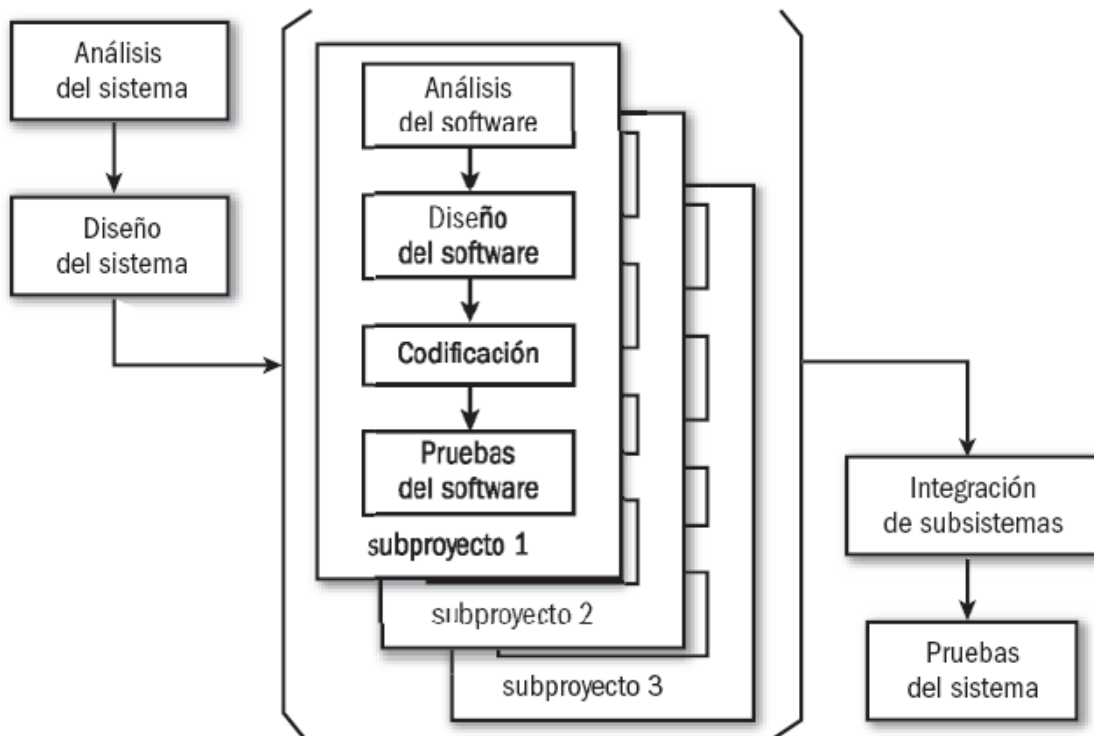 Análisis
del sistema
Diseño
del sistema
Análisis
del software
Diseño
del software
Codificación
Pruebas
del software
subproyecto 1
subproyecto 2
subproyecto 3
Integración
de subsistemas
Pruebas
del sistema